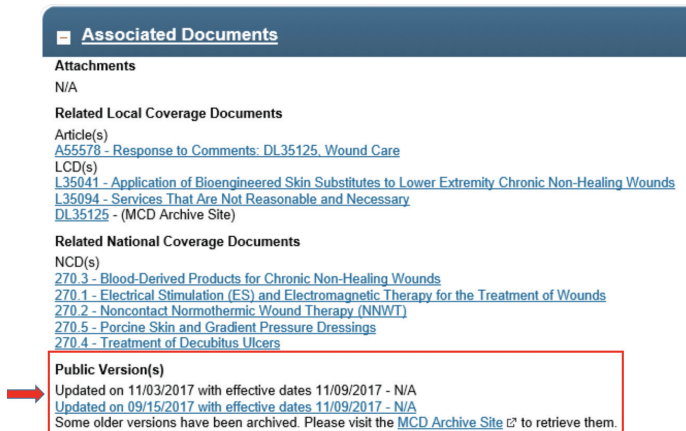 Associated Documents
Attachments
N/A
Related Local Coverage Documents
Article(s)
A55578 - Response to Comments: DL35125, Wound Care
LCD(s)
L35041 - Application of Bioengineered Skin Substitutes to Lower Extremity Chronic Non-Healing Wounds
L35094 - Services That Are Not Reasonable and Necessary
DL35125 - (MCD Archive Site)
Related National Coverage Documents
NCD(s)
270.3 - Blood-Derived Products for Chronic Non-Healing Wounds
270.1 - Electrical Stimulation (ES) and Electromagnetic Therapy for the Treatment of Wounds
270.2 - Noncontact Normothermic Wound Therapy (NNWT)
270.5 - Porcine Skin and Gradient Pressure Dressings
270.4 - Treatment of Decubitus Ulcers
Public Version(s)
Updated on 11/03/2017 with effective dates 11/09/2017 - N/A
Updated on 09/15/2017 with effective dates 11/09/2017 - N/A
Some older versions have been archived. Please visit the MCD Archive Site to retrieve them.